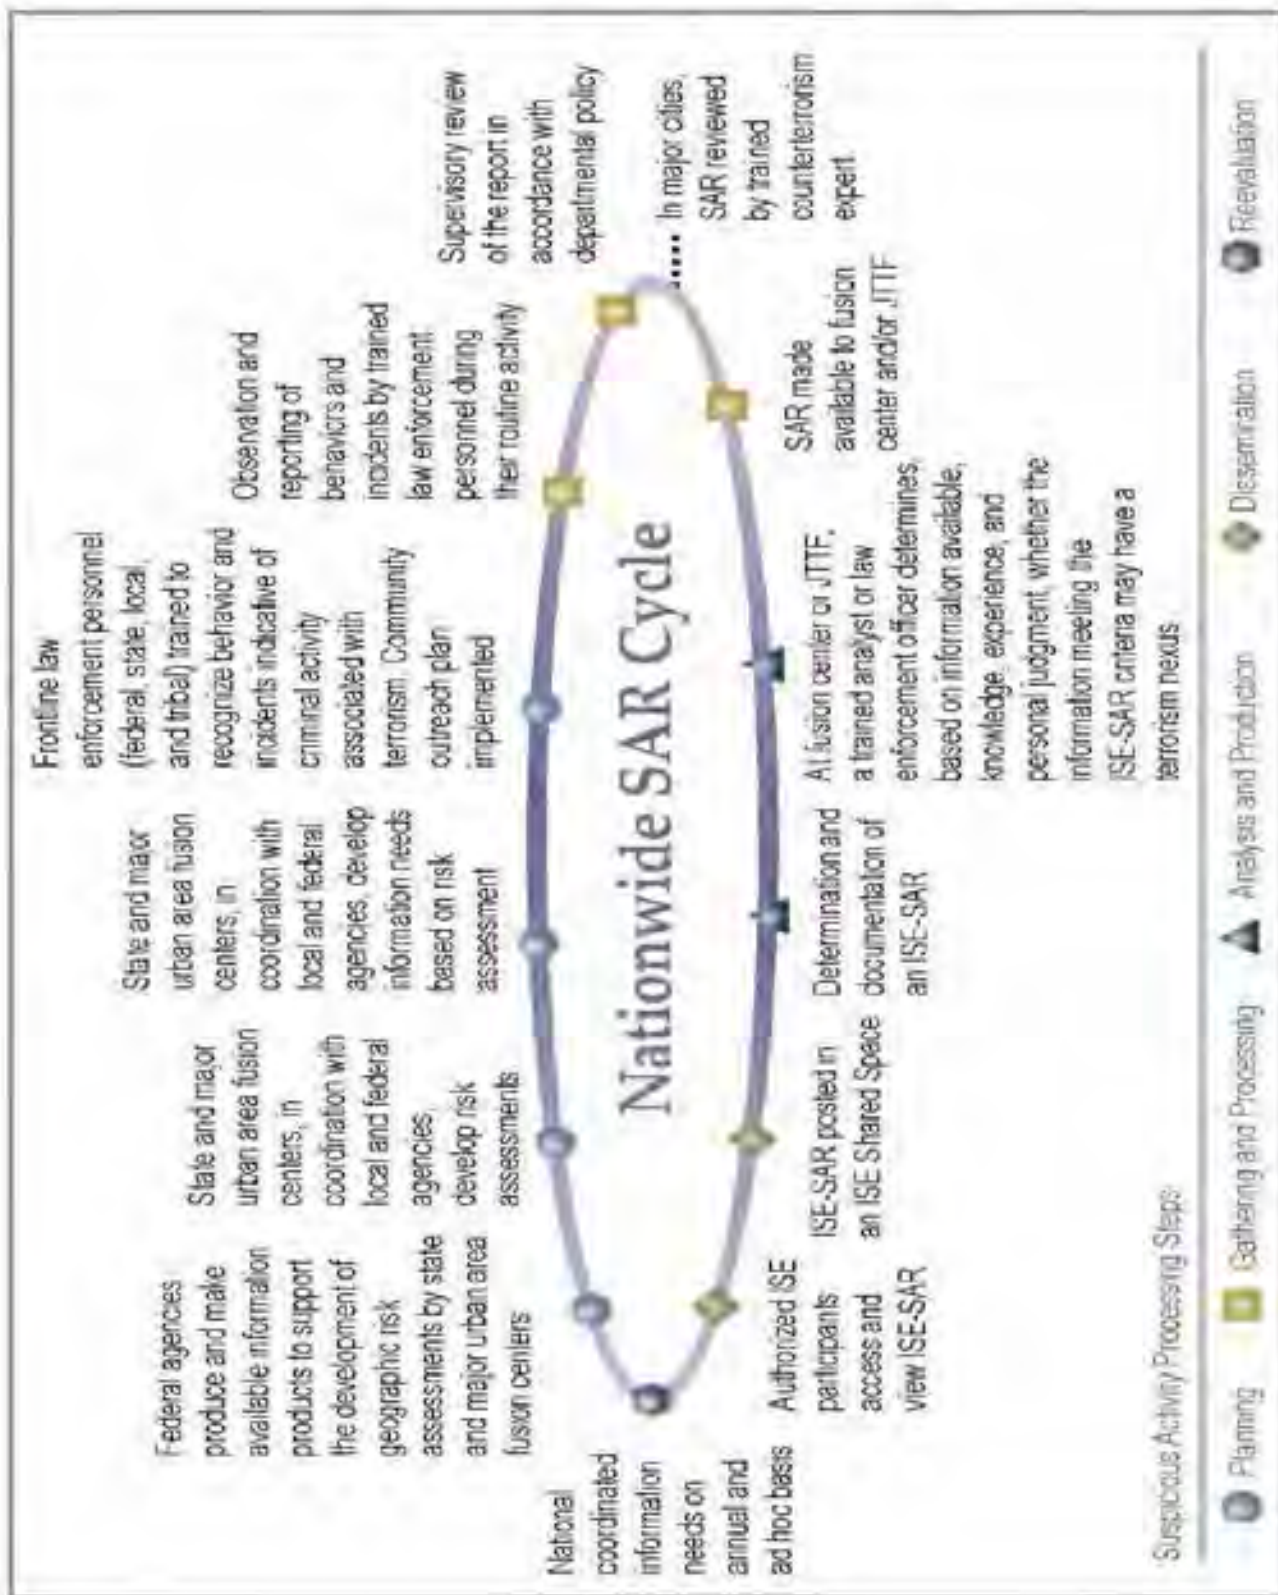 Federal agencies
produce and make
available information
products to support
the development of
geographic risk
assessments by state
and major urban area
fusion centers
State and major
urban area fusion
centers, in
coordination with
local and federal
agencies,
develop risk
assessments
State and major
urban area fusion
centers, in
coordination with
local and federal
agencies, develop
information needs
based on risk
assessment
Frontline law
enforcement personnel
(federal, state, local,
and tribal) trained to
recognize behavior and
incidents indicative of
criminal activity
associated with
terrorism. Community
outreach plan
implemented
Observation and
reporting of
behaviors and
incidents by trained
law enforcement
personnel during
their routine activity
Supervisory review
of the report in
accordance with
departmental policy
In major cities,
SAR reviewed
by trained
counterterrorism
expert
Nationwide SAR Cycle
National
coordinated
information
needs on
annual and
ad hoc basis
Authorized ISE
participants
access and
view ISE-SAR
ISE-SAR posted in
an ISE Shared Space
Determination and
documentation of
an ISE-SAR
At fusion center or JTTF,
a trained analyst or law
enforcement officer determines,
based on information available,
knowledge, experience, and
personal judgment, whether the
information meeting the
ISE-SAR criteria may have a
terrorism nexus
SAR made
available to fusion
center and/or JTTF
Suspicious Activity Processing Steps
Planning
Gathering and Processing
Analysis and Production
Dissemination
Reevaluation